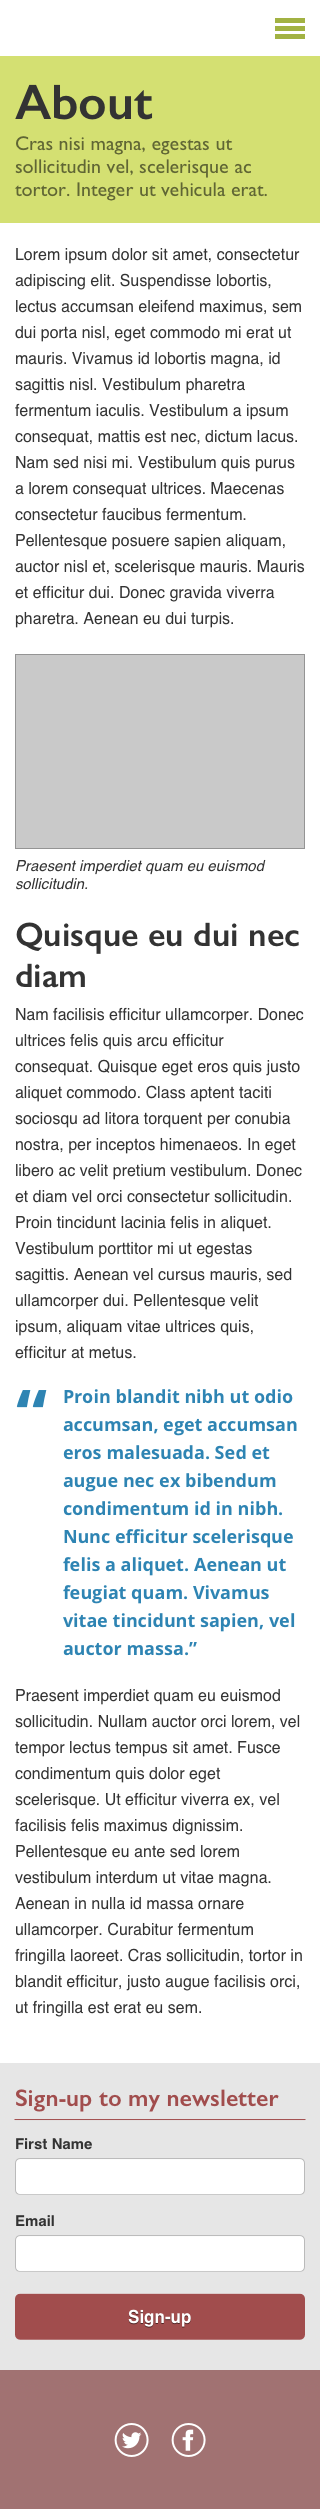 About
Cras nisi magna, egestas ut
sollicitudin vel, scelerisque ac
tortor. Integer ut vehicula erat.
Lorem ipsum dolor sit amet, consectetur
adipiscing elit. Suspendisse lobortis,
lectus accumsan eleifend maximus, sem
dui porta nisl, eget commodo mi erat ut
mauris. Vivamus id lobortis magna, id
sagittis nisl. Vestibulum pharetra
fermentum iaculis. Vestibulum a ipsum
consequat, mattis est nec, dictum lacus.
Nam sed nisi mi. Vestibulum quis purus
a lorem consequat ultrices. Maecenas
consectetur faucibus fermentum.
Pellentesque posuere sapien aliquam,
auctor nisl et, scelerisque mauris. Mauris
et efficitur dui. Donec gravida viverra
pharetra. Aenean eu dui turpis.
Praesent imperdiet quam eu euismod
sollicitudin.
Quisque eu dui nec
diam
Nam facilisis efficitur ullamcorper. Donec
ultrices felis quis arcu efficitur
consequat. Quisque eget eros quis justo
aliquet commodo. Class aptent taciti
sociosqu ad litora torquent per conubia
nostra, per inceptos himenaeos. In eget
libero ac velit pretium vestibulum. Donec
et diam vel orci consectetur sollicitudin.
Proin tincidunt lacinia felis in aliquet.
Vestibulum porttitor mi ut egestas
sagittis. Aenean vel cursus mauris, sed
ullamcorper dui. Pellentesque velit
ipsum, aliquam vitae ultrices quis,
efficitur at metus.
“Proin blandit nibh ut odio
accumsan, eget accumsan
eros malesuada. Sed et
augue nec ex bibendum
condimentum id in nibh.
Nunc efficitur scelerisque
felis a aliquet. Aenean ut
feugiat quam. Vivamus
vitae tincidunt sapien, vel
auctor massa.”
Praesent imperdiet quam eu euismod
sollicitudin. Nullam auctor orci lorem, vel
tempor lectus tempus sit amet. Fusce
condimentum quis dolor eget
scelerisque. Ut efficitur viverra ex, vel
facilisis felis maximus dignissim.
Pellentesque eu ante sed lorem
vestibulum interdum ut vitae magna.
Aenean in nulla id massa ornare
ullamcorper. Curabitur fermentum
fringilla laoreet. Cras sollicitudin, tortor in
blandit efficitur, justo augue facilisis orci,
ut fringilla est erat eu sem.
Sign-up to my newsletter
First Name
Email
Sign-up